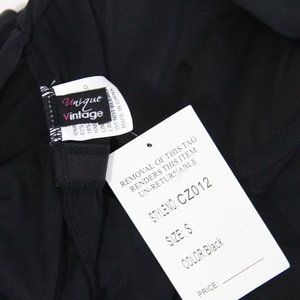 Unique
Vintage
REMOVAL OF THIS TAG
RENDERS THIS ITEM
UN-RETURNABLE
STYLE NO: CZ012
SIZE: S
COLOR: Black
PRICE: